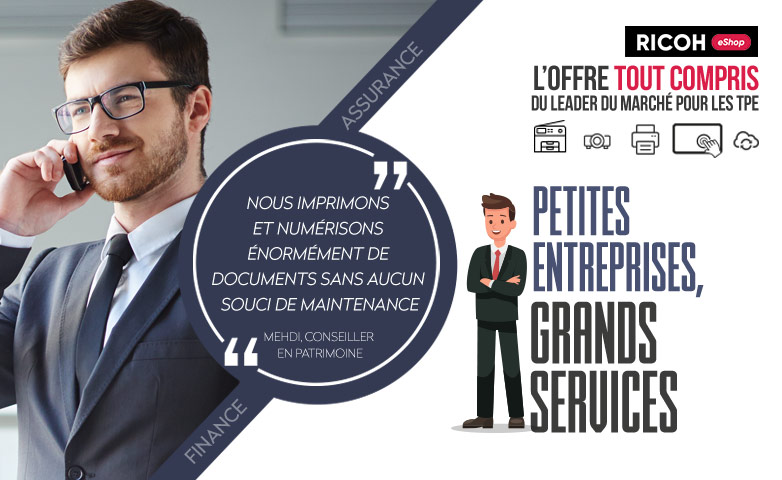 RICOH eShop
L'OFFRE TOUT COMPRIS
DU LEADER DU MARCHÉ POUR LES TPE
ASSURANCE
"
NOUS IMPRIMONS
ET NUMÉRISONS
ÉNORMÉMENT DE
DOCUMENTS SANS AUCUN
SOUCI DE MAINTENANCE
"
MEHDI, CONSEILLER
EN PATRIMOINE
FINANCE
PETITES
ENTREPRISES,
GRANDS
SERVICES